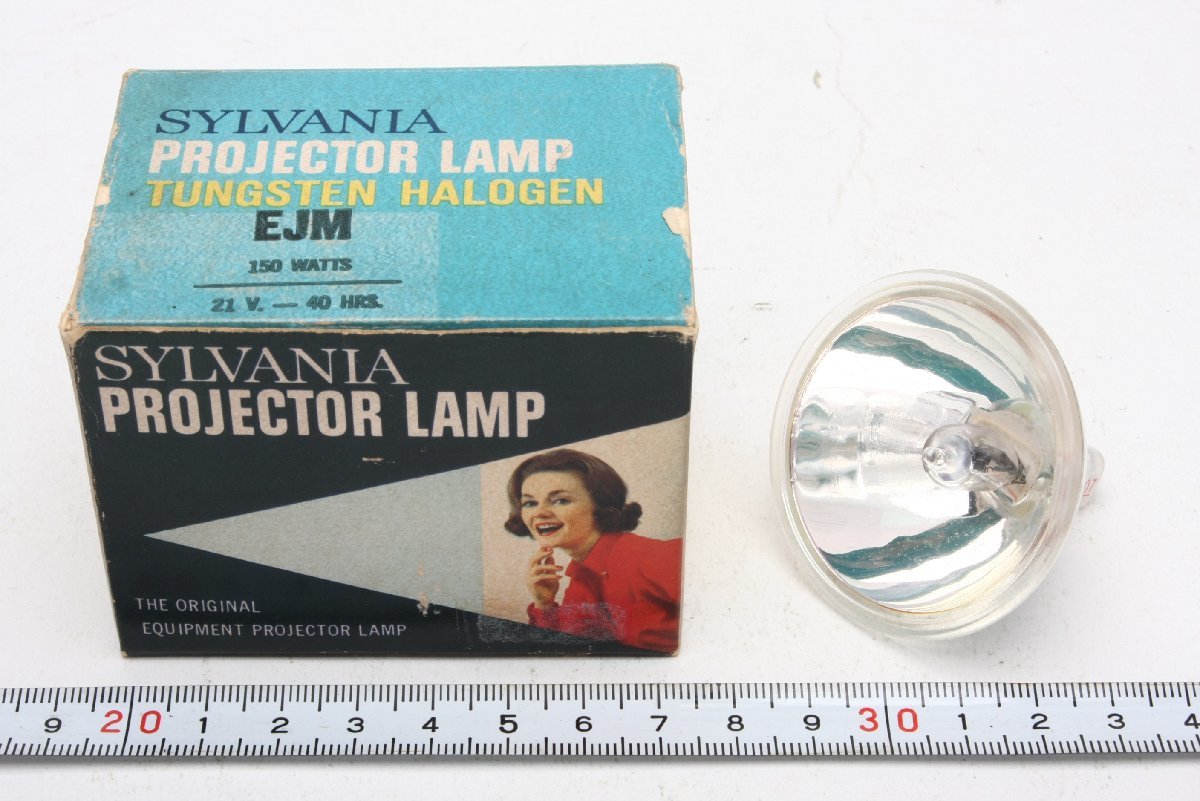 SYLVANIA
PROJECTOR LAMP
TUNGSTEN HALOGEN
EJM
150 WATTS
21 V. — 40 HRS.
SYLVANIA
PROJECTOR LAMP
THE ORIGINAL
EQUIPMENT PROJECTOR LAMP
9 20 1 2 3 4 5 6 7 8 9 30 1 2 3 4